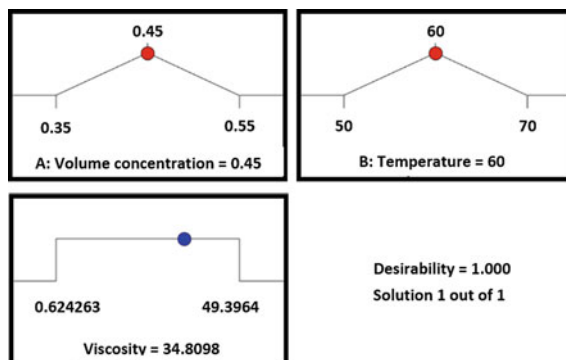 0.45
0.35
0.55
A: Volume concentration = 0.45
60
50
70
B: Temperature = 60
0.624263
49.3964
Viscosity = 34.8098
Desirability = 1.000
Solution 1 out of 1